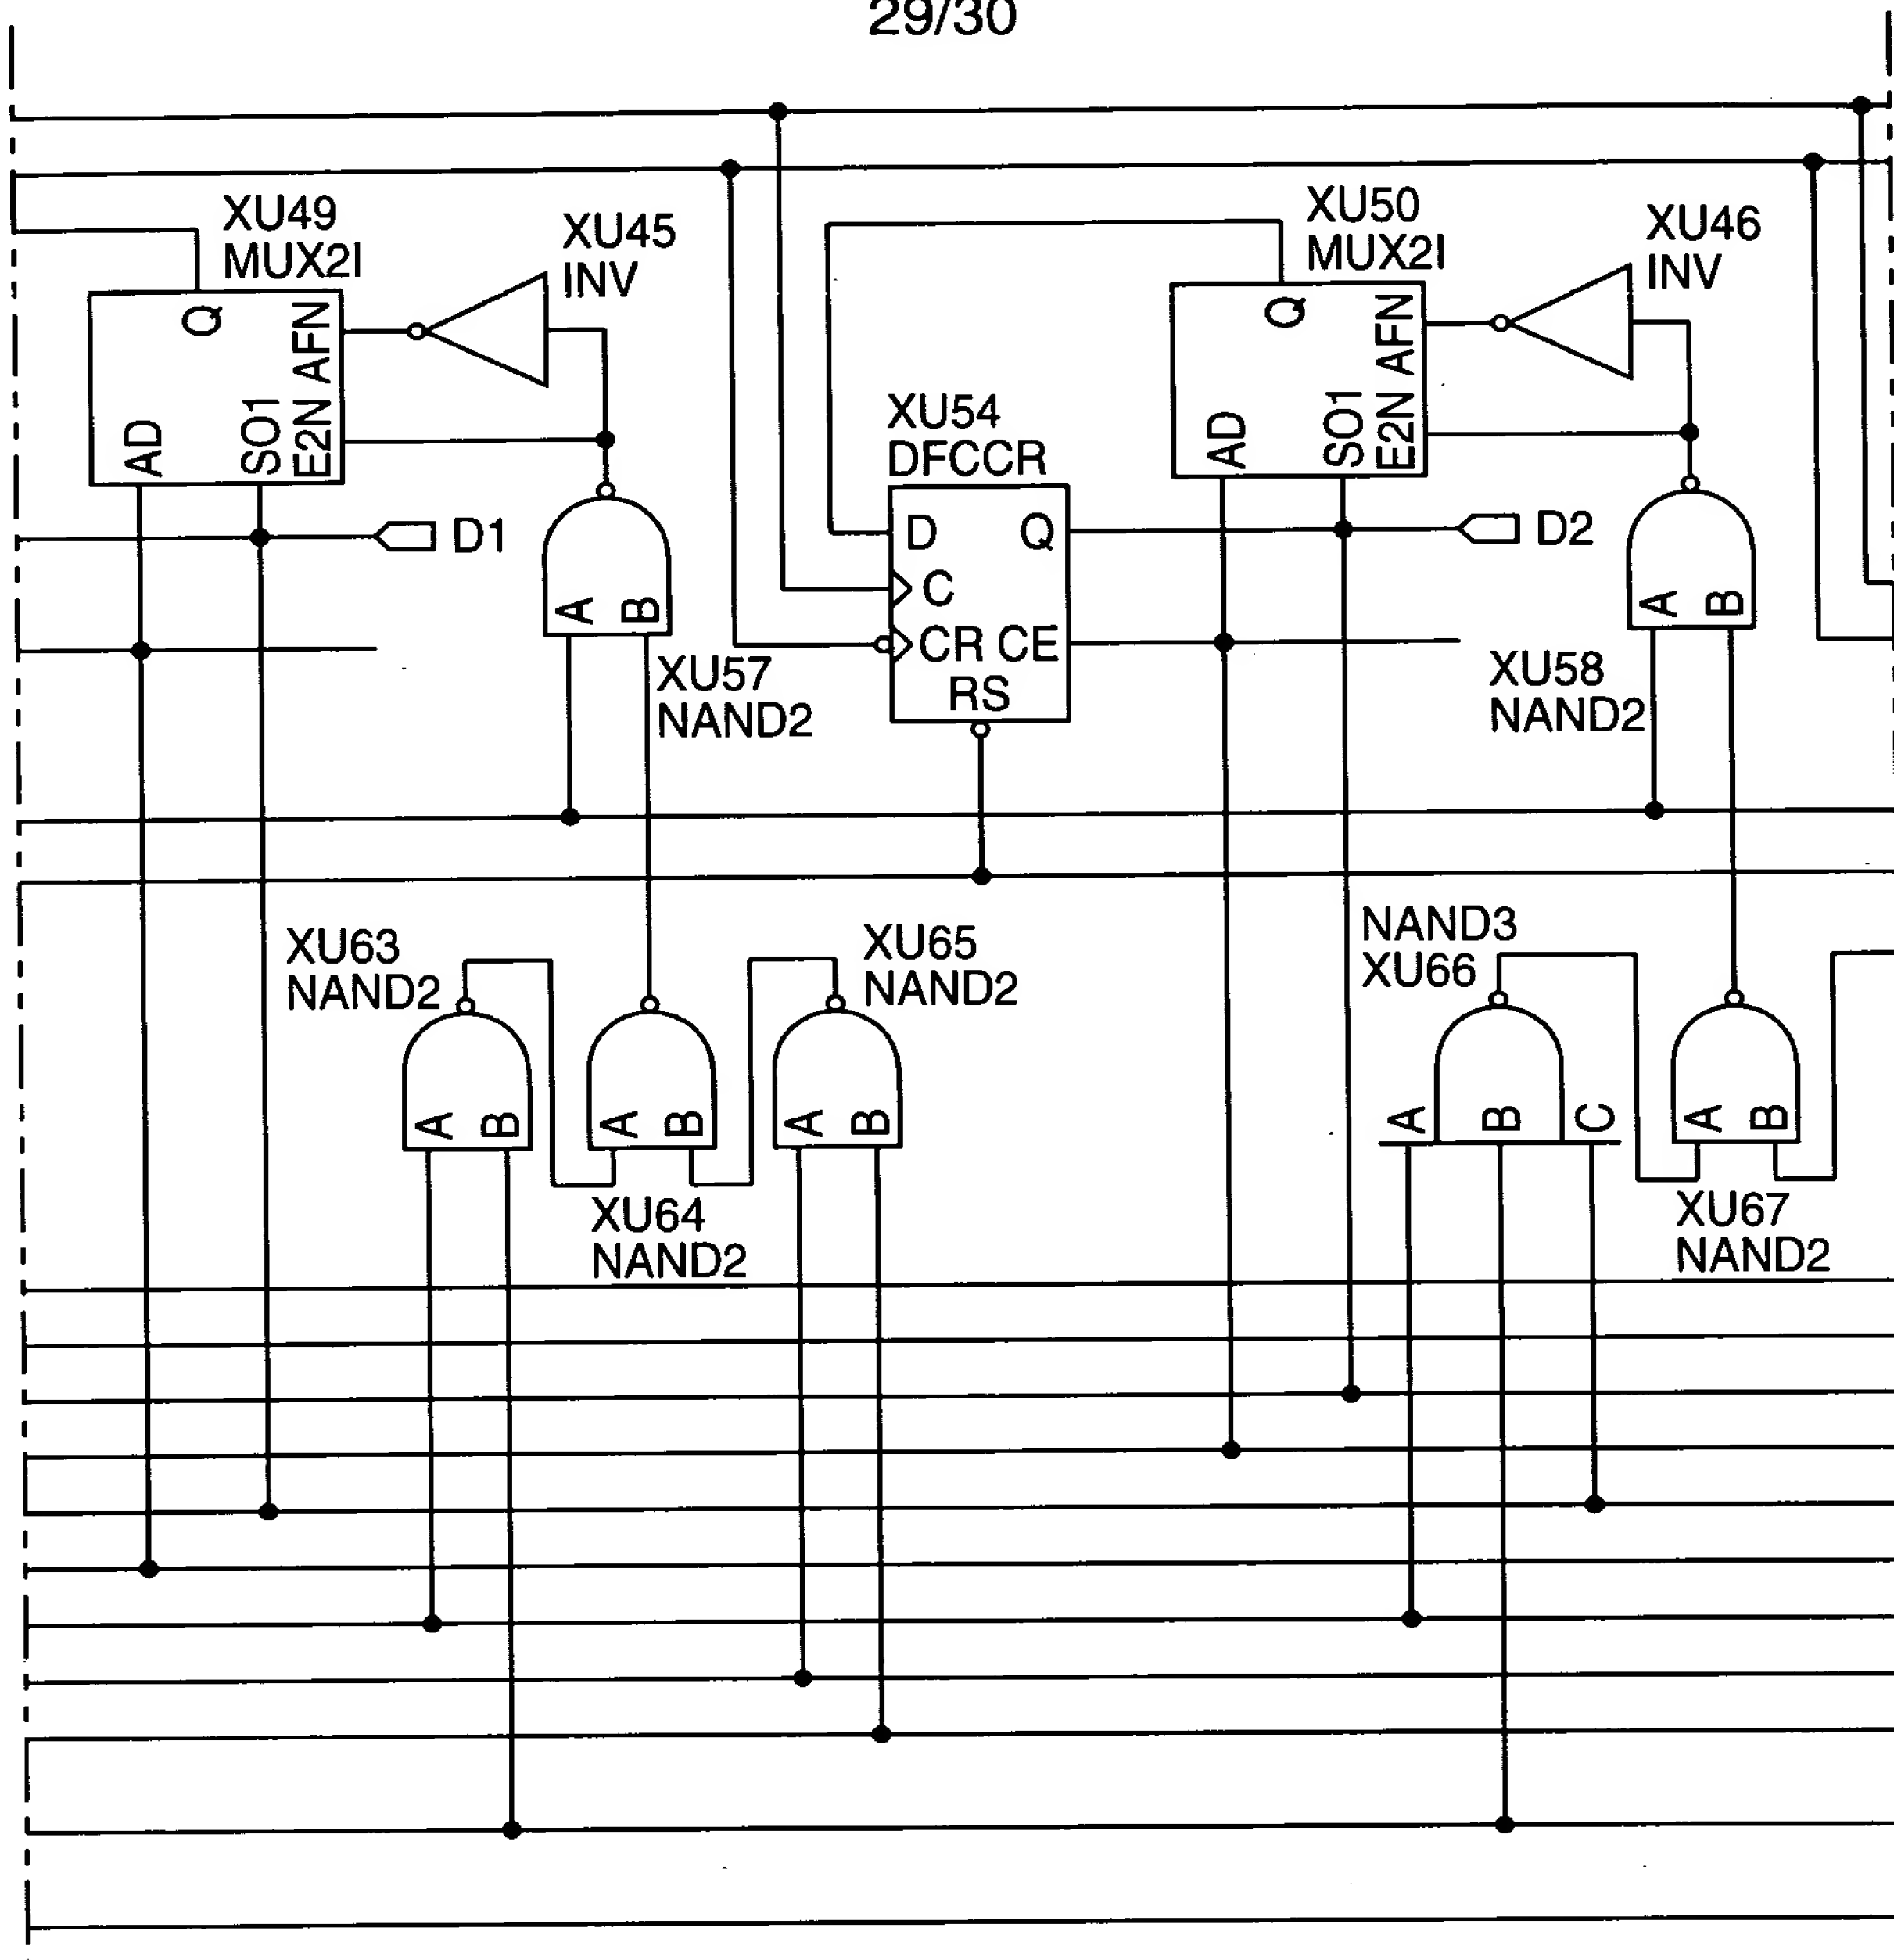 29/30
XU49
MUX2I
XU45
INV
XU50
MUX2I
XU46
INV
Q
AFN
AD
SO1
E2N
Q
AFN
AD
SO1
E2N
XU54
DFCCR
D1
D Q
C
CR CE
RS
D2
A B
A B
XU57
NAND2
XU58
NAND2
XU63
NAND2
XU65
NAND2
NAND3
XU66
A B
A B
A B
A B C
A B
XU64
NAND2
XU67
NAND2